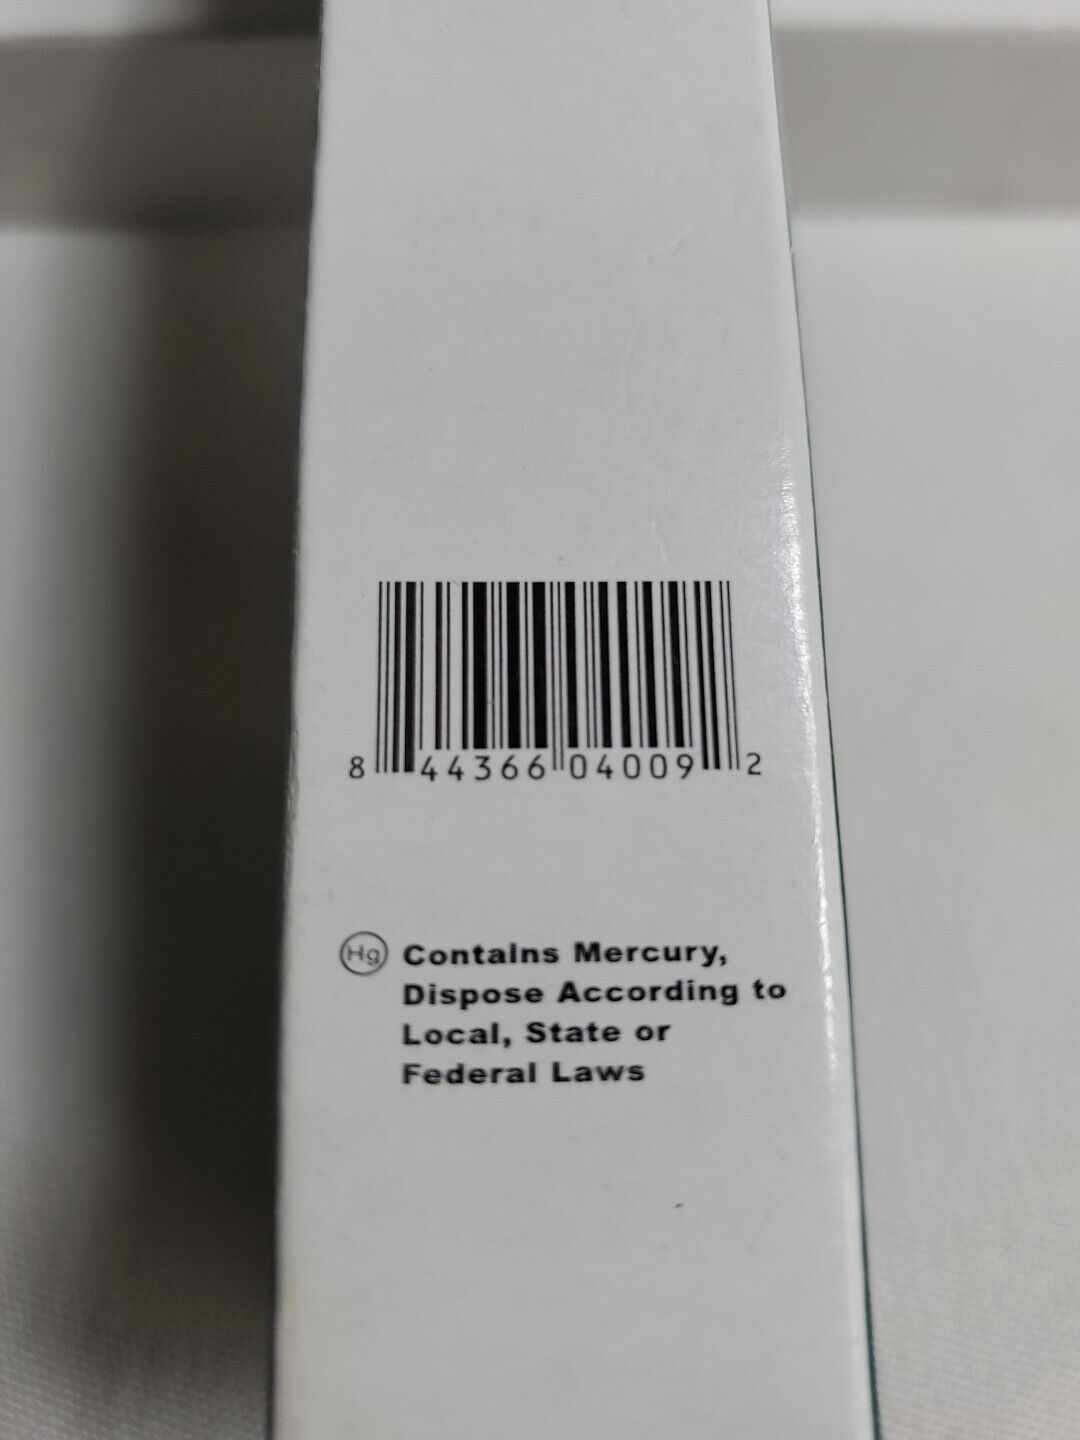 8 44366 04009 2
Hg Contains Mercury,
Dispose According to
Local, State or
Federal Laws